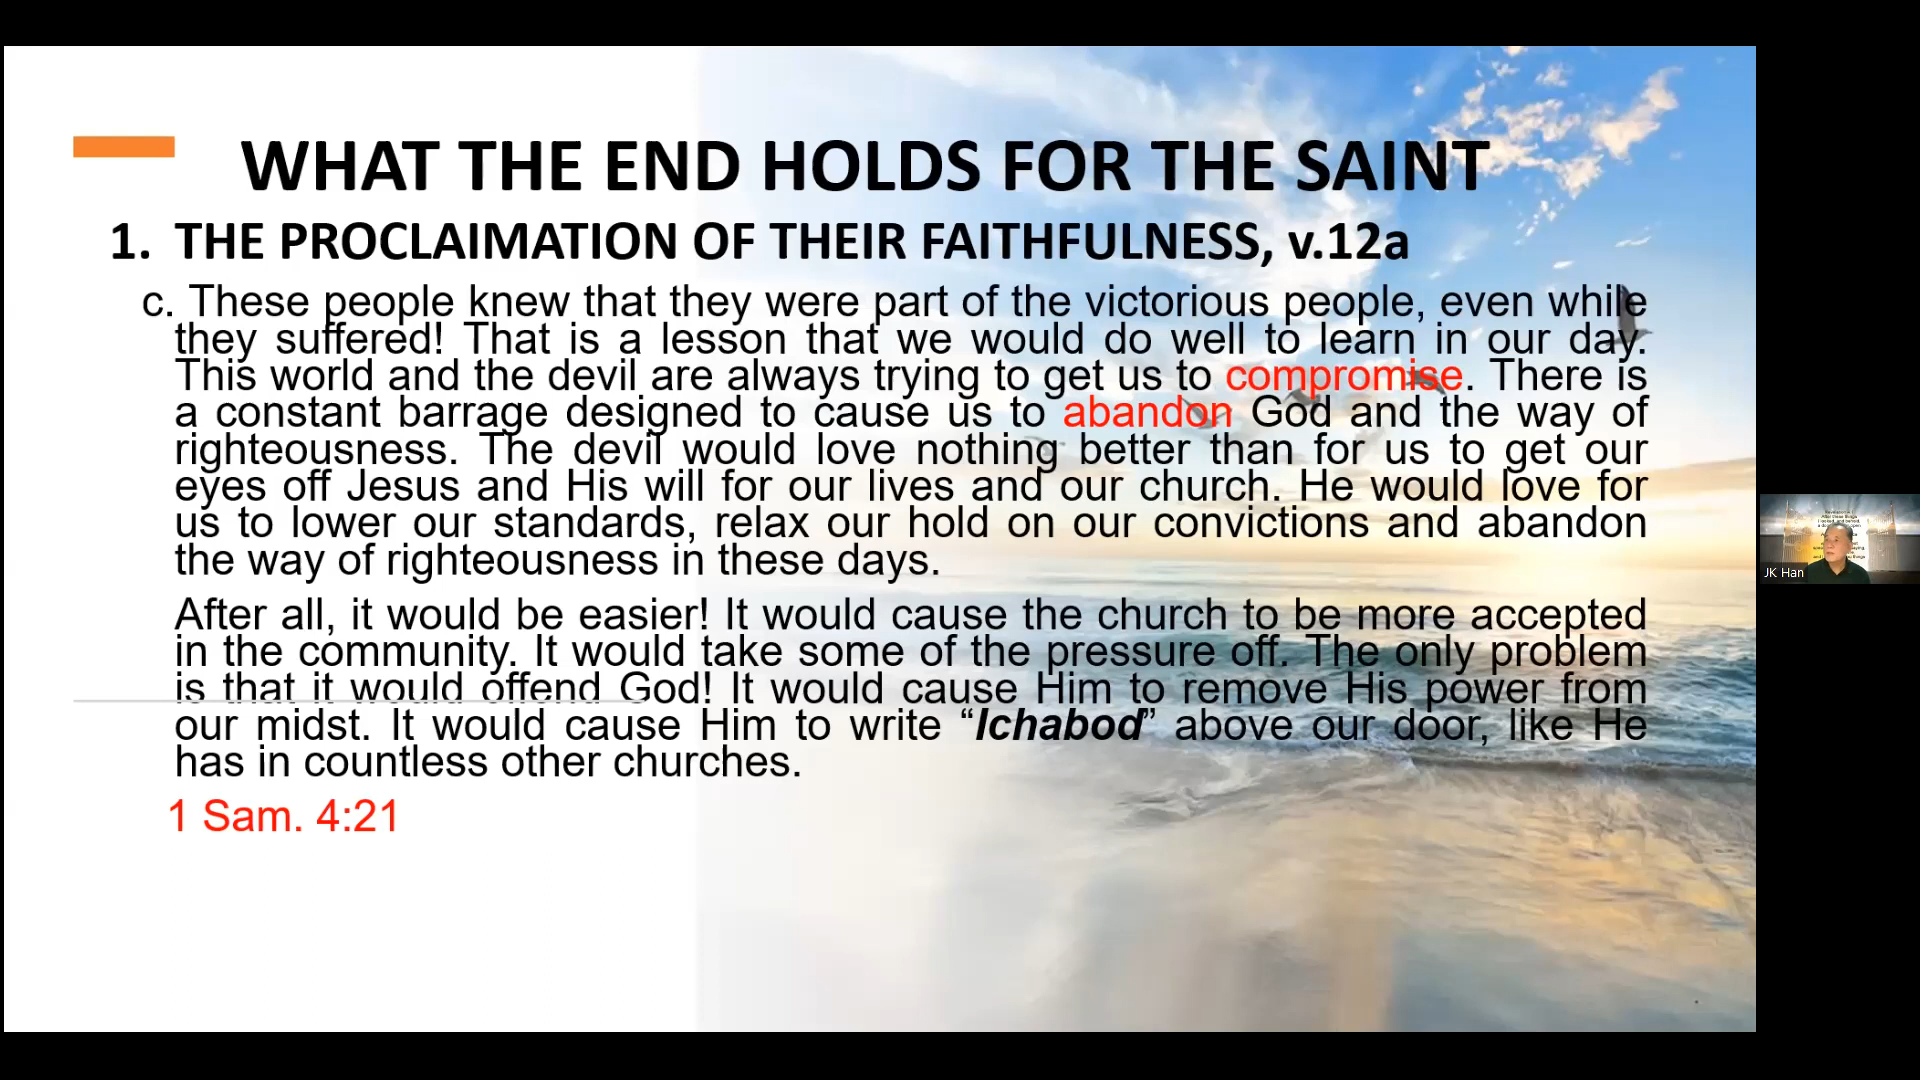 WHAT THE END HOLDS FOR THE SAINT
1. THE PROCLAIMATION OF THEIR FAITHFULNESS, v.12a
c. These people knew that they were part of the victorious people, even while
they suffered! That is a lesson that we would do well to learn in our day.
This world and the devil are always trying to get us to compromise. There is
a constant barrage designed to cause us to abandon God and the way of
righteousness. The devil would love nothing better than for us to get our
eyes off Jesus and His will for our lives and our church. He would love for
us to lower our standards, relax our hold on our convictions and abandon
the way of righteousness in these days.
After all, it would be easier! It would cause the church to be more accepted
in the community. It would take some of the pressure off. The only problem
is that it would offend God! It would cause Him to remove His power from
our midst. It would cause Him to write “Ichabod” above our door, like He
has in countless other churches.
1 Sam. 4:21
JK Han